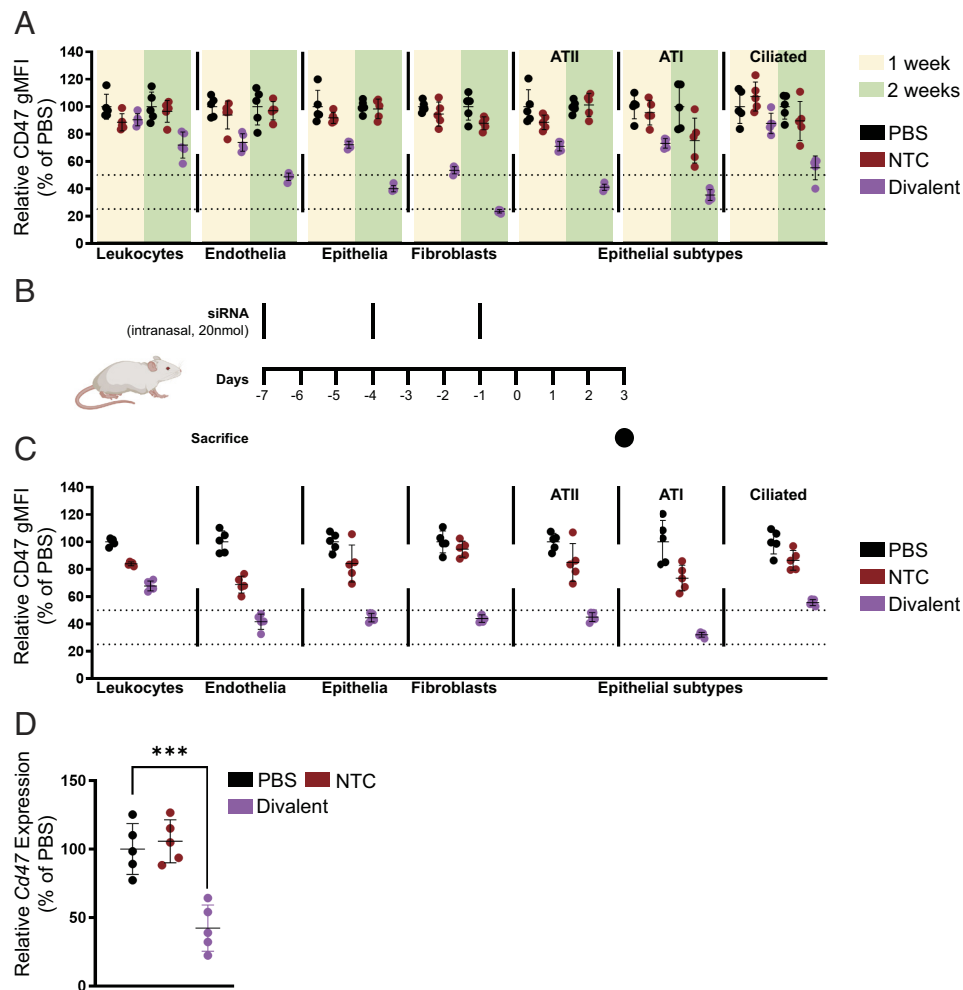 A
Relative CD47 gMFI
(% of PBS)
140
120
100
80
60
40
20
0
ATII
ATI
Ciliated
Leukocytes
Endothelia
Epithelia
Fibroblasts
Epithelial subtypes
1 week
2 weeks
PBS
NTC
Divalent
B
siRNA
(intranasal, 20nmol)
Days
-7 -6 -5 -4 -3 -2 -1 0 1 2 3
Sacrifice
C
Relative CD47 gMFI
(% of PBS)
140
120
100
80
60
40
20
0
ATII
ATI
Ciliated
Leukocytes
Endothelia
Epithelia
Fibroblasts
Epithelial subtypes
PBS
NTC
Divalent
D
Relative Cd47 Expression
(% of PBS)
150
100
50
0
***
PBS NTC
Divalent